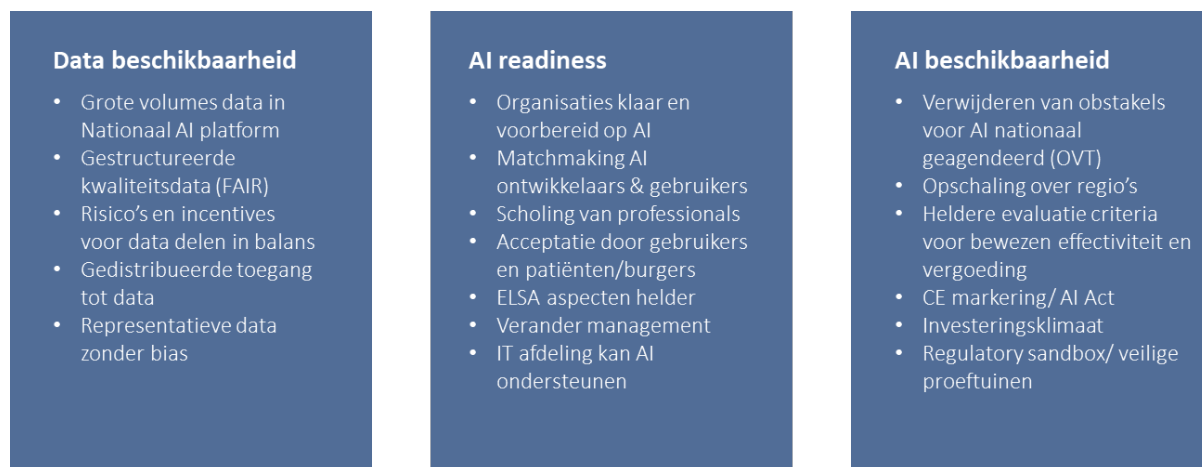 Data beschikbaarheid
• Grote volumes data in
Nationaal AI platform
• Gestructureerde
kwaliteitsdata (FAIR)
• Risico's en incentives
voor data delen in balans
• Gedistribueerde toegang
tot data
• Representatieve data
zonder bias
AI readiness
• Organisaties klaar en
voorbereid op AI
• Matchmaking AI
ontwikkelaars & gebruikers
• Scholing van professionals
• Acceptatie door gebruikers
en patiënten/burgers
• ELSA aspecten helder
• Verander management
• IT afdeling kan AI
ondersteunen
AI beschikbaarheid
• Verwijderen van obstakels
voor AI nationaal
geagendeerd (OVT)
• Opschaling over regio's
• Heldere evaluatie criteria
voor bewezen effectiviteit en
vergoeding
• CE markering/ AI Act
• Investeringsklimaat
• Regulatory sandbox/ veilige
proeftuinen